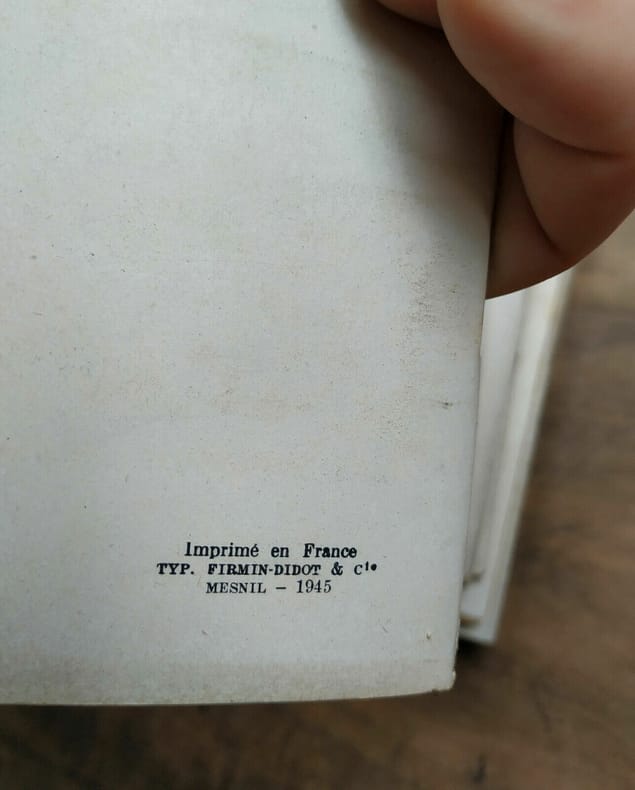 Imprimé en France
TYP. FIRMIN-DIDOT & Cⁱᵉ
MESNIL – 1945